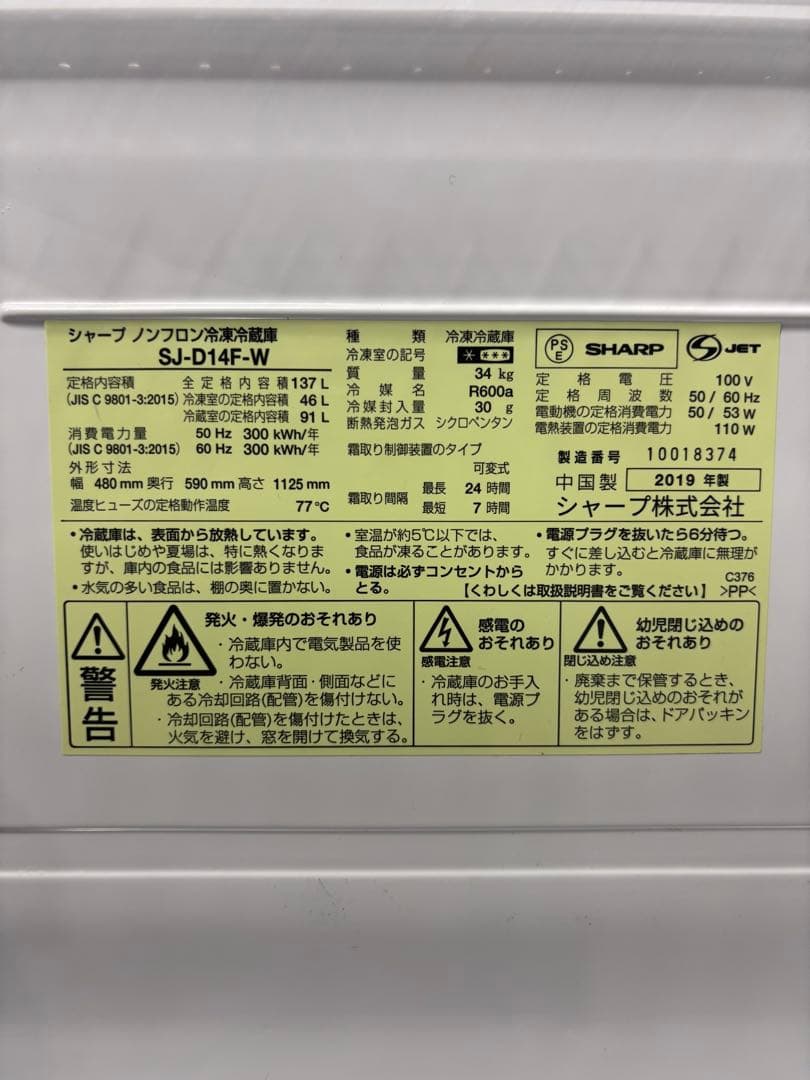 シャープ ノンフロン冷凍冷蔵庫
SJ-D14F-W
定格内容積 全定格内容積 137 L
(JIS C 9801-3:2015) 冷凍室の定格内容積 46 L
冷蔵室の定格内容積 91 L
消費電力量 50 Hz 300 kWh/年
(JIS C 9801-3:2015) 60 Hz 300 kWh/年
外形寸法
幅 480 mm 奥行 590 mm 高さ 1125 mm
温度ヒューズの定格動作温度 77℃
種類 冷凍冷蔵庫
冷凍室の記号 * ***
質量 34 kg
冷媒名 R600a
冷媒封入量 30 g
断熱発泡ガス シクロペンタン
霜取り制御装置のタイプ
可変式
霜取り間隔 最長 24 時間
最短 7 時間
PSE SHARP JET
定格電圧 100 V
定格周波数 50 / 60 Hz
電動機の定格消費電力 50 / 53 W
電熱装置の定格消費電力 110 W
製造番号 10018374
中国製 2019 年製
シャープ株式会社
・冷蔵庫は、表面から放熱しています。
使いはじめや夏場は、特に熱くなりま
すが、庫内の食品には影響ありません。
・水気の多い食品は、棚の奥に置かない。
・室温が約5℃以下では、
食品が凍ることがあります。
・電源は必ずコンセントから
とる。
・電源プラグを抜いたら6分待つ。
すぐに差し込むと冷蔵庫に無理が
かかります。
C376
【くわしくは取扱説明書をご覧ください】 >PP<
警告
発火・爆発のおそれあり
発火注意
・冷蔵庫内で電気製品を使
わない。
・冷蔵庫背面・側面などに
ある冷却回路(配管)を傷付けない。
・冷却回路(配管)を傷付けたときは、
火気を避け、窓を開けて換気する。
感電の
おそれあり
感電注意
・冷蔵庫のお手入
れ時は、電源プ
ラグを抜く。
幼児閉じ込めの
おそれあり
閉じ込め注意
・廃棄まで保管するとき、
幼児閉じ込めのおそれが
ある場合は、ドアパッキン
をはずす。